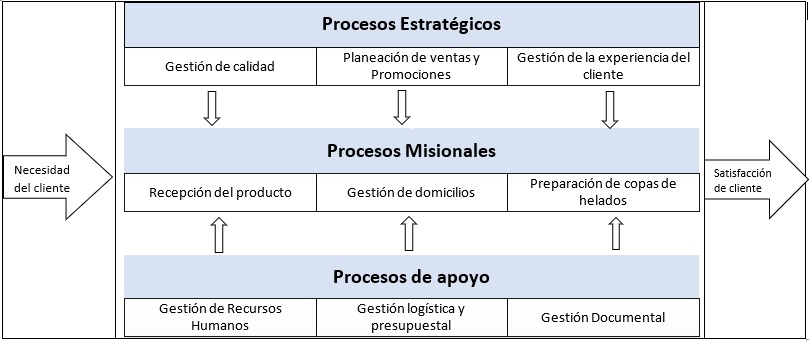 Procesos Estratégicos
Gestión de calidad
Planeación de ventas y
Promociones
Gestión de la experiencia del
cliente
Necesidad
del cliente
Procesos Misionales
Recepción del producto
Gestión de domicilios
Preparación de copas de
helados
Satisfacción
de cliente
Procesos de apoyo
Gestión de Recursos
Humanos
Gestión logística y
presupuestal
Gestión Documental